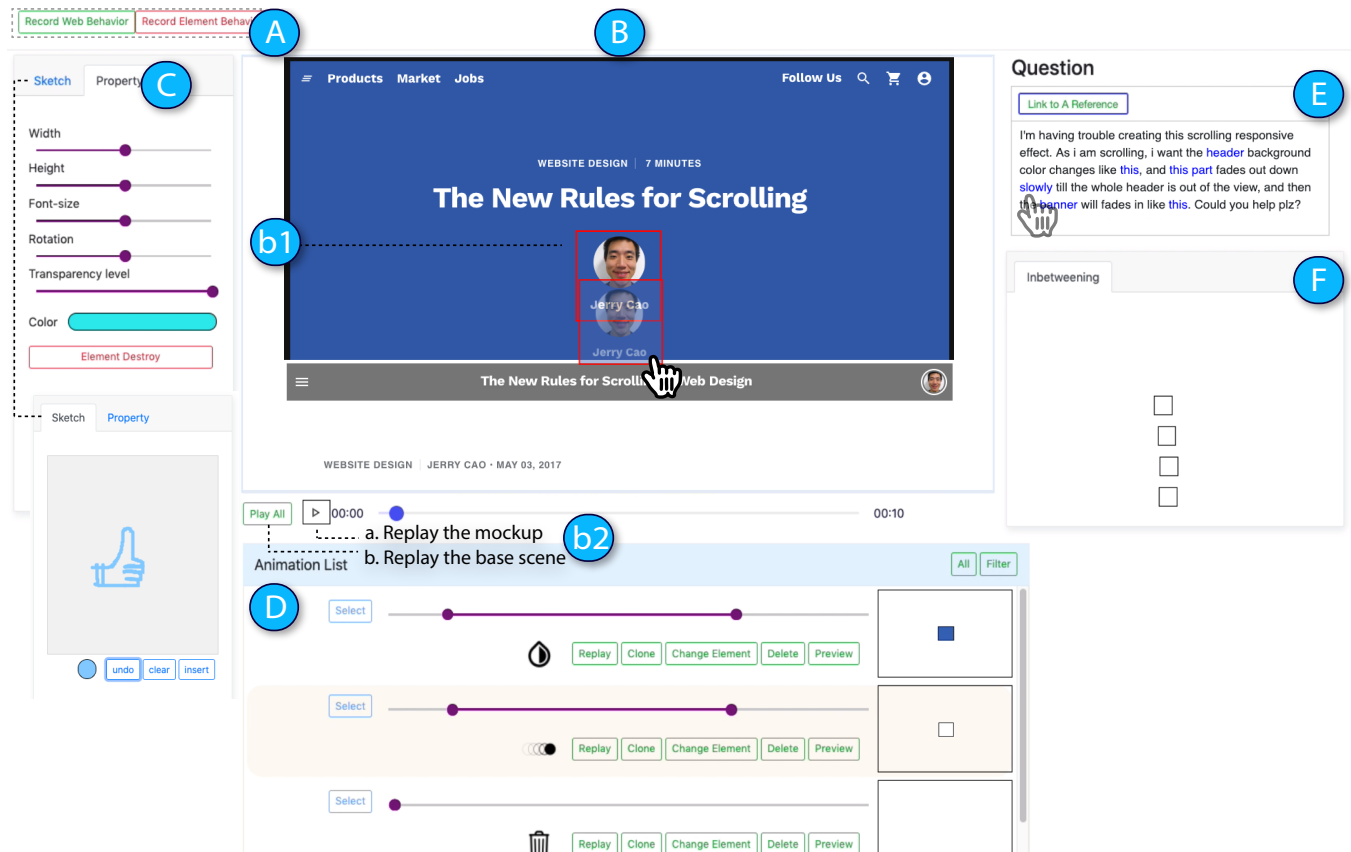 Record Web Behavior
Record Element Behavi
A
B
C
Sketch
Property
Width
Height
Font-size
Rotation
Transparency level
Color
Element Destroy
Sketch
Property
undo
clear
insert
Products
Market
Jobs
Follow Us
WEBSITE DESIGN
7 MINUTES
The New Rules for Scrolling
b1
Jerry Cao
Jerry Cao
The New Rules for Scrolli
Web Design
WEBSITE DESIGN
JERRY CAO · MAY 03, 2017
Play All
00:00
00:10
a. Replay the mockup
b. Replay the base scene
b2
Animation List
All
Filter
D
Select
Replay
Clone
Change Element
Delete
Preview
Select
Replay
Clone
Change Element
Delete
Preview
Select
Replay
Clone
Change Element
Delete
Preview
Question
E
Link to A Reference
I'm having trouble creating this scrolling responsive
effect. As i am scrolling, i want the header background
color changes like this, and this part fades out down
slowly till the whole header is out of the view, and then
the banner will fades in like this. Could you help plz?
Inbetweening
F